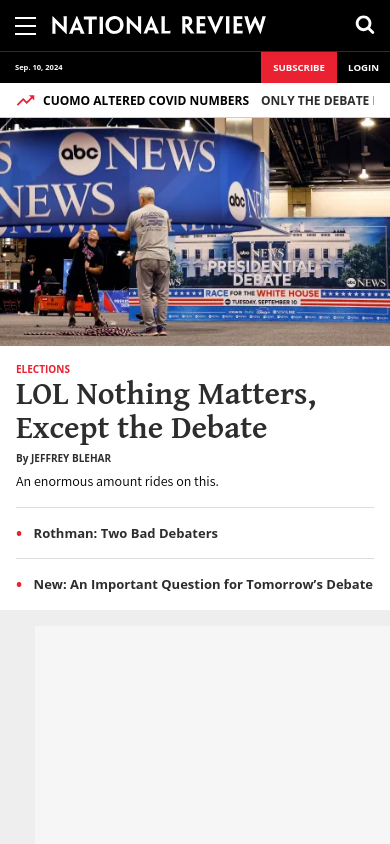 NATIONAL REVIEW
Sep. 10, 2024
SUBSCRIBE
LOGIN
CUOMO ALTERED COVID NUMBERS
ONLY THE DEBATE
abc NEWS
NEWS
abc
abc NEWS
PRESIDENTIAL
DEBATE
abc NEWS
RACE FOR THE WHITE HOUSE
TUESDAY, SEPTEMBER 10
ELECTIONS
LOL Nothing Matters,
Except the Debate
By JEFFREY BLEHAR
An enormous amount rides on this.
Rothman: Two Bad Debaters
New: An Important Question for Tomorrow's Debate